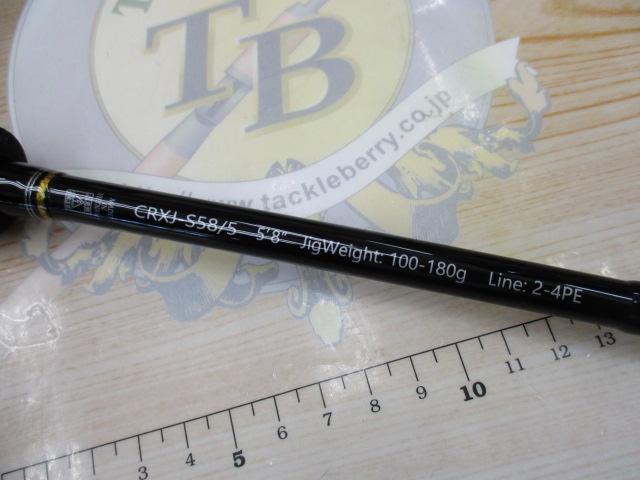 TB
http://www.tackleberry.co.jp
CRXJ S58/5 5'8" JigWeight: 100-180g Line: 2-4PE
3 4 5 6 7 8 9 10 11 12 13